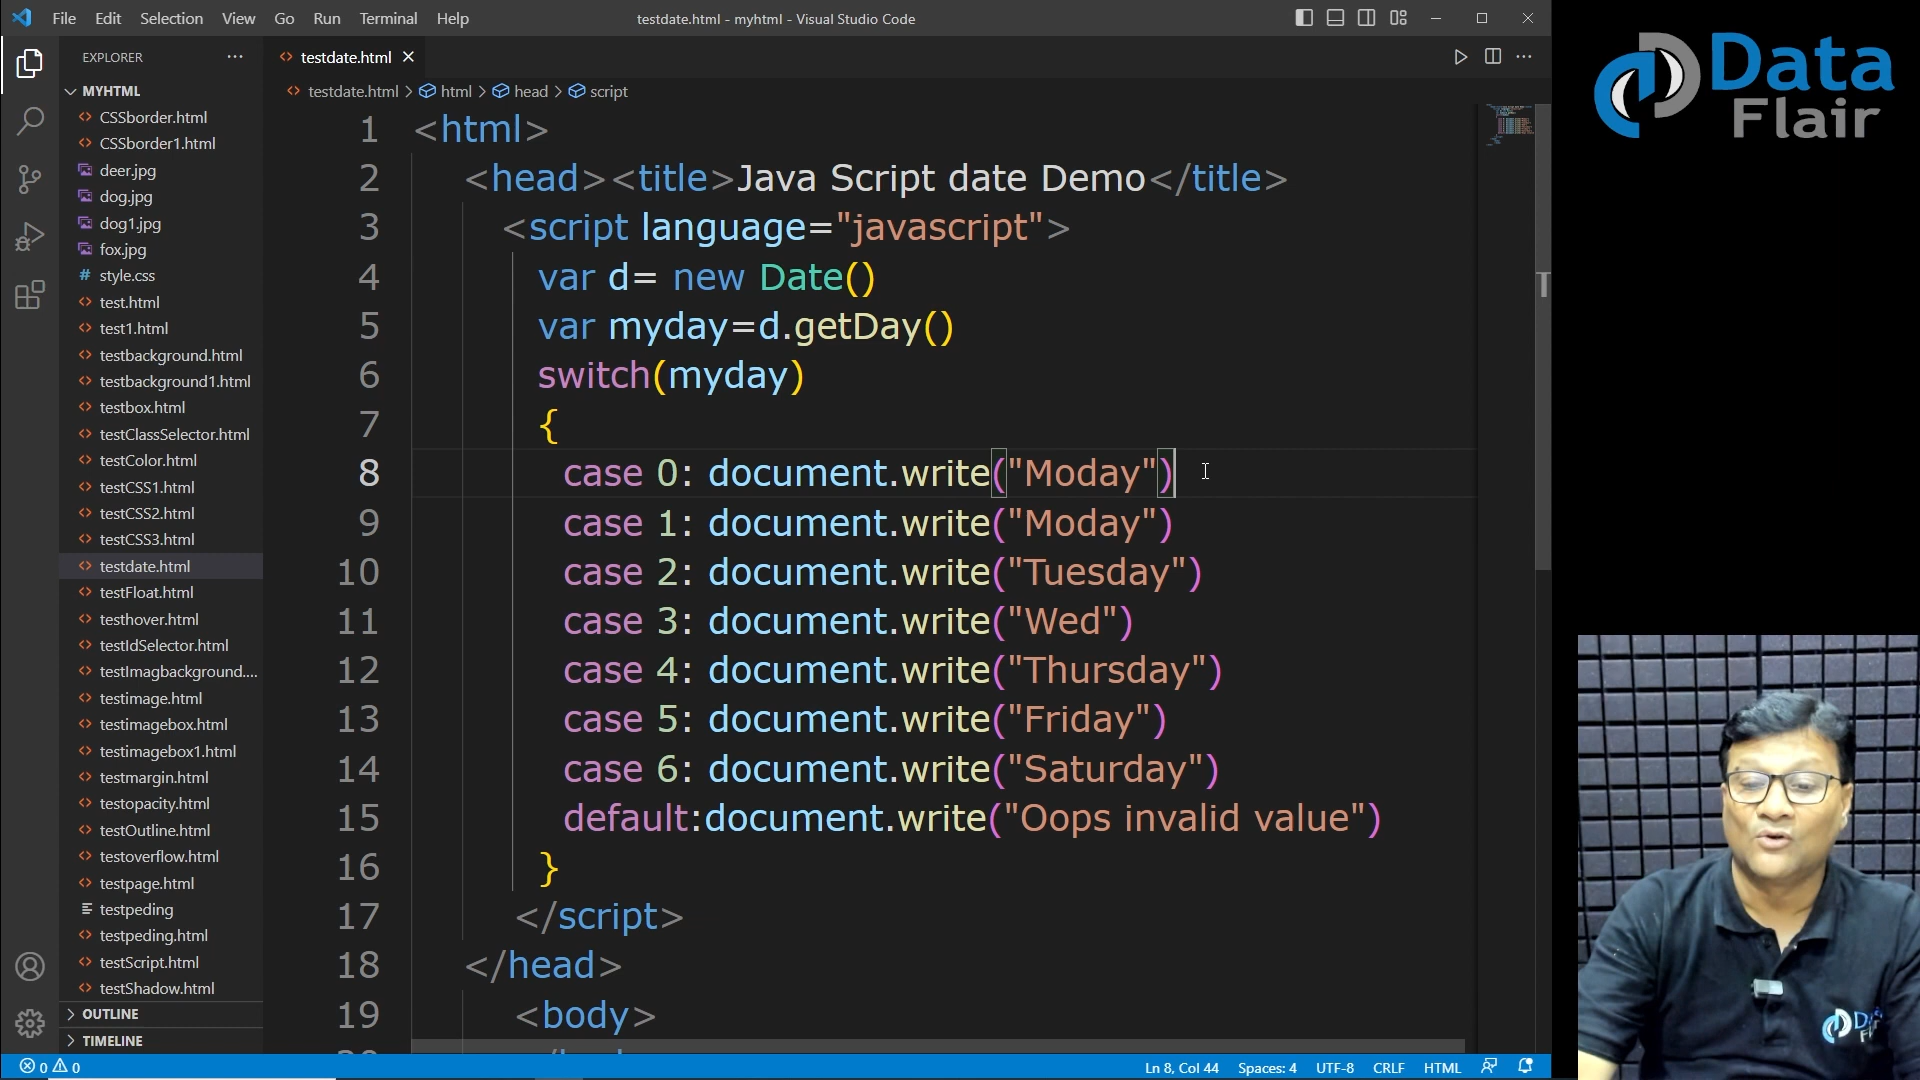 File Edit Selection View Go Run Terminal Help
testdate.html - myhtml - Visual Studio Code
EXPLORER
MYHTML
CSSborder.html
CSSborder1.html
deer.jpg
dog.jpg
dog1.jpg
fox.jpg
style.css
test.html
test1.html
testbackground.html
testbackground1.html
testbox.html
testClassSelector.html
testColor.html
testCSS1.html
testCSS2.html
testCSS3.html
testdate.html
testFloat.html
testhover.html
testIdSelector.html
testImagbackground....
testimage.html
testimagebox.html
testimagebox1.html
testmargin.html
testopacity.html
testOutline.html
testoverflow.html
testpage.html
testpeding
testpeding.html
testScript.html
testShadow.html
OUTLINE
TIMELINE
testdate.html
testdate.html > html > head > script
1 <html>
2 <head><title>Java Script date Demo</title>
3 <script language="javascript">
4 var d= new Date()
5 var myday=d.getDay()
6 switch(myday)
7 {
8 case 0: document.write("Moday")
9 case 1: document.write("Moday")
10 case 2: document.write("Tuesday")
11 case 3: document.write("Wed")
12 case 4: document.write("Thursday")
13 case 5: document.write("Friday")
14 case 6: document.write("Saturday")
15 default:document.write("Oops invalid value")
16 }
17 </script>
18 </head>
19 <body>
0 0
Ln 8, Col 44 Spaces: 4 UTF-8 CRLF HTML
Data
Flair